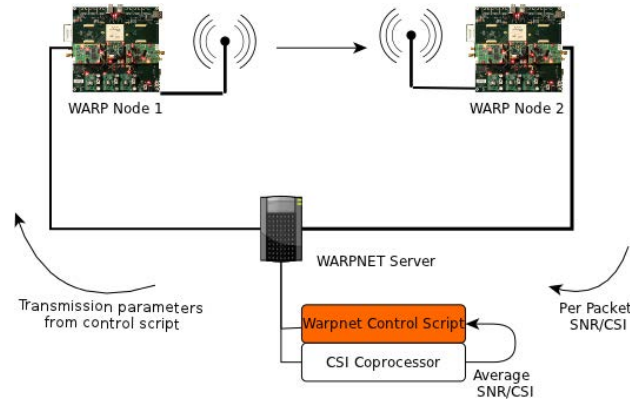 WARP Node 1
WARP Node 2
WARPNET Server
Transmission parameters
from control script
Per Packet
SNR/CSI
Warpnet Control Script
CSI Coprocessor
Average
SNR/CSI